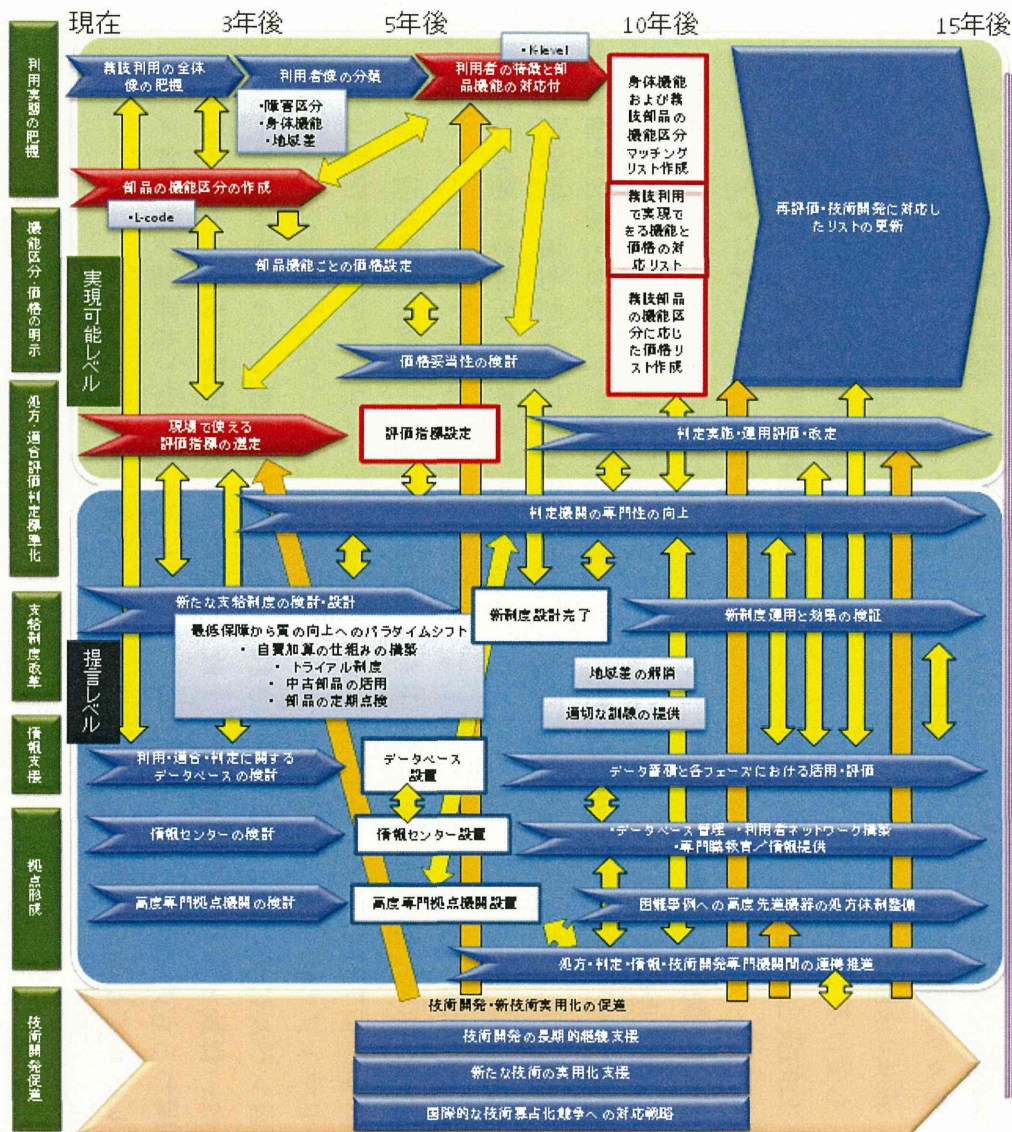 現在
3年後
5年後
10年後
15年後
利用実態の把握
義肢利用の全体
像の把握
利用者像の分類
利用者の特徴と部
品機能の対応付
・K-level
・障害区分
・身体機能
・地域差
身体機能
および義
肢部品の
機能区分
マッチング
リスト作成
部品の機能区分の作成
・L-code
義肢利用
で実現で
きる機能と
価格の対
応リスト
再評価・技術開発に対応し
たリストの更新
機能区分・価格の明示
実現可能レベル
部品機能ごとの価格設定
義肢部品
の機能区
分に応じ
た価格リ
スト作成
価格妥当性の検討
処方・適合評価判定標準化
現場で使える
評価指標の選定
評価指標設定
判定実施・運用評価・改定
判定機関の専門性の向上
支給制度改革
提言レベル
新たな支給制度の検討・設計
最低保障から質の向上へのパラダイムシフト
・ 自費加算の仕組みの構築
・ トライアル制度
・ 中古部品の活用
・ 部品の定期点検
新制度設計完了
新制度運用と効果の検証
地域差の解消
適切な訓練の提供
情報支援
利用・適合・判定に関する
データベースの検討
データベース
設置
データ蓄積と各フェーズにおける活用・評価
拠点形成
情報センターの検討
情報センター設置
・データベース管理 ・利用者ネットワーク構築
・専門職教育/情報提供
高度専門拠点機関の検討
高度専門拠点機関設置
困難事例への高度先進機器の処方体制整備
処方・判定・情報・技術開発専門機関間の連携推進
技術開発促進
技術開発・新技術実用化の促進
技術開発の長期的継続支援
新たな技術の実用化支援
国際的な技術寡占化競争への対応戦略